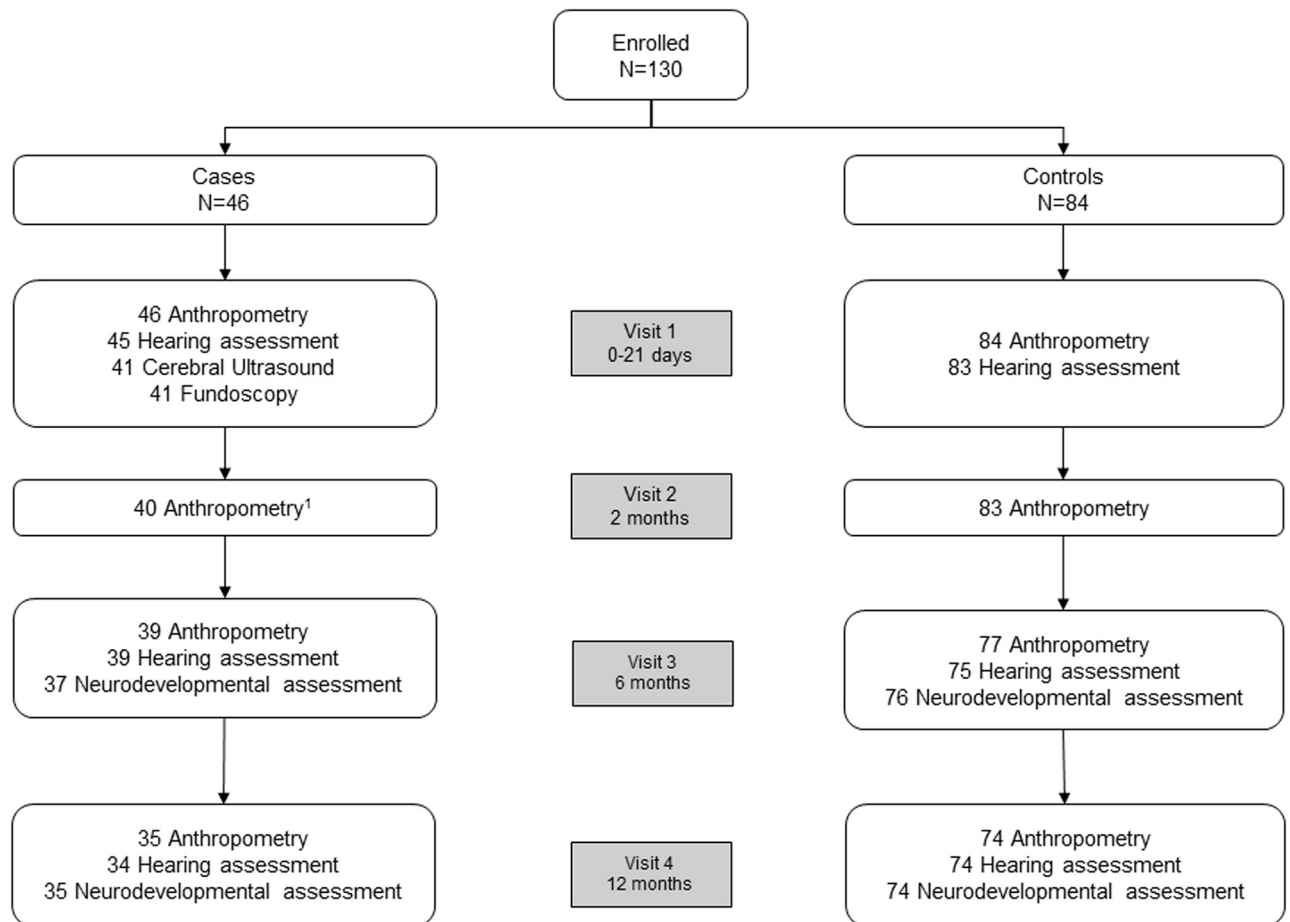 Enrolled
N=130
Cases
N=46
Controls
N=84
46 Anthropometry
45 Hearing assessment
41 Cerebral Ultrasound
41 Fundoscopy
Visit 1
0-21 days
84 Anthropometry
83 Hearing assessment
40 Anthropometry¹
Visit 2
2 months
83 Anthropometry
39 Anthropometry
39 Hearing assessment
37 Neurodevelopmental assessment
Visit 3
6 months
77 Anthropometry
75 Hearing assessment
76 Neurodevelopmental assessment
35 Anthropometry
34 Hearing assessment
35 Neurodevelopmental assessment
Visit 4
12 months
74 Anthropometry
74 Hearing assessment
74 Neurodevelopmental assessment